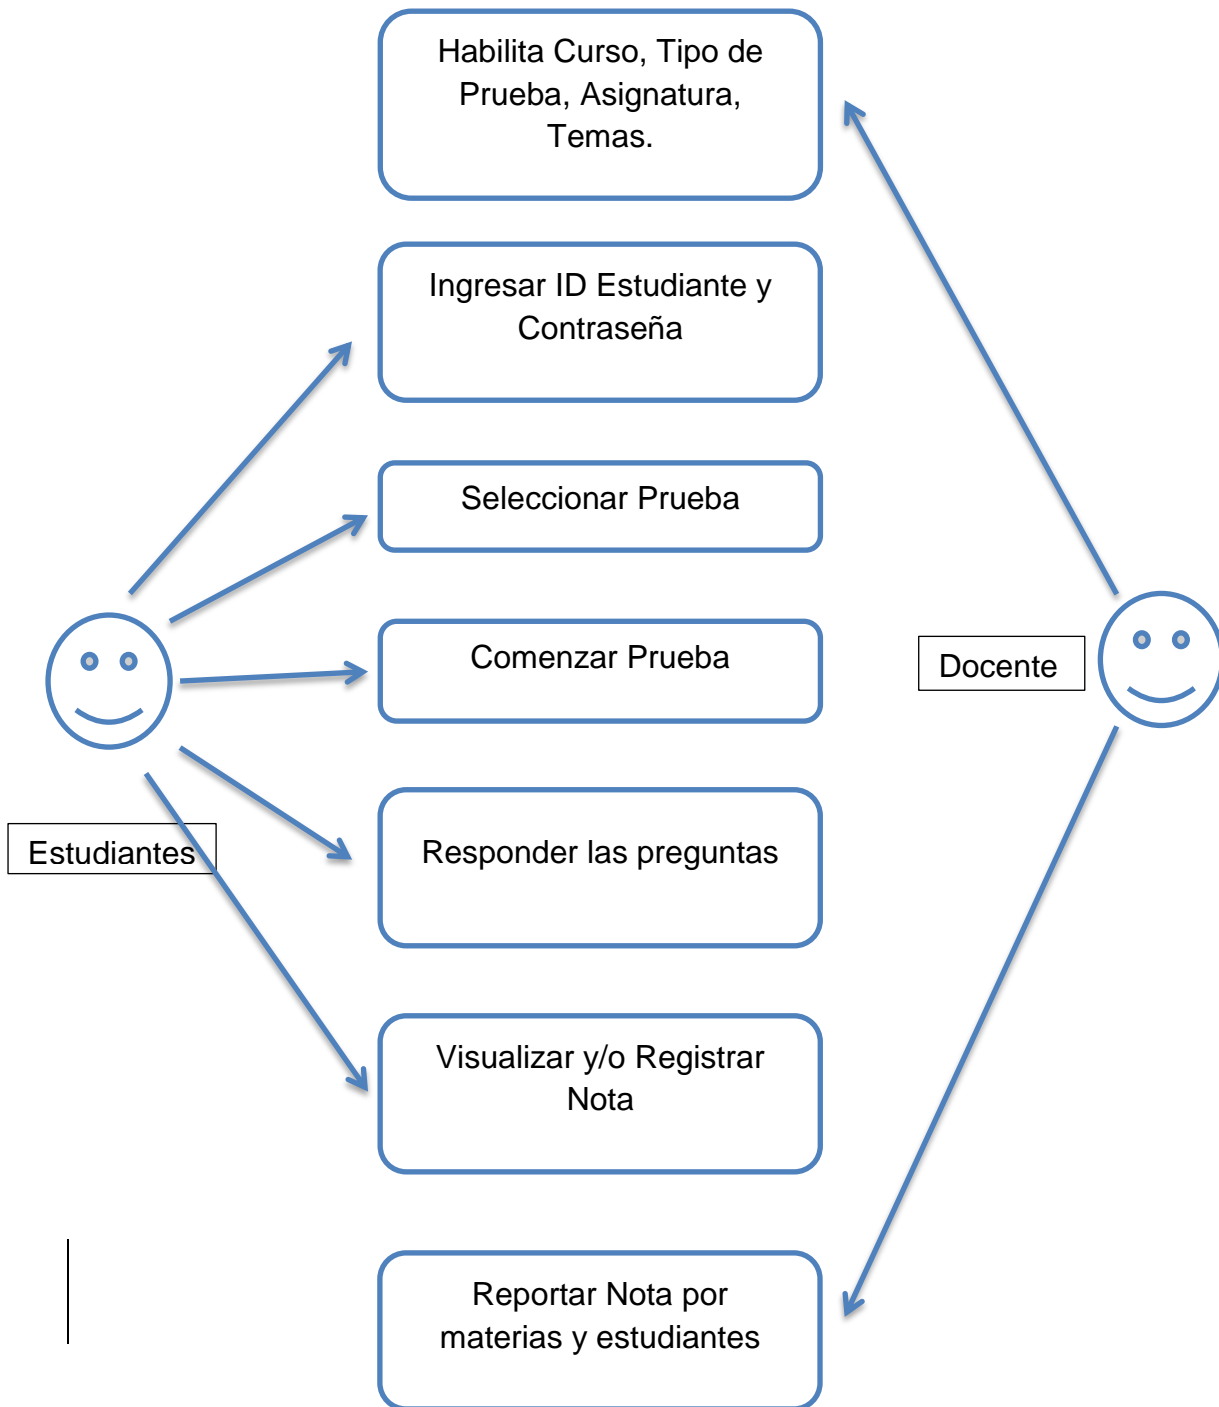 Habilita Curso, Tipo de
Prueba, Asignatura,
Temas.
Ingresar ID Estudiante y
Contraseña
Seleccionar Prueba
Comenzar Prueba
Docente
Responder las preguntas
Estudiantes
Visualizar y/o Registrar
Nota
Reportar Nota por
materias y estudiantes